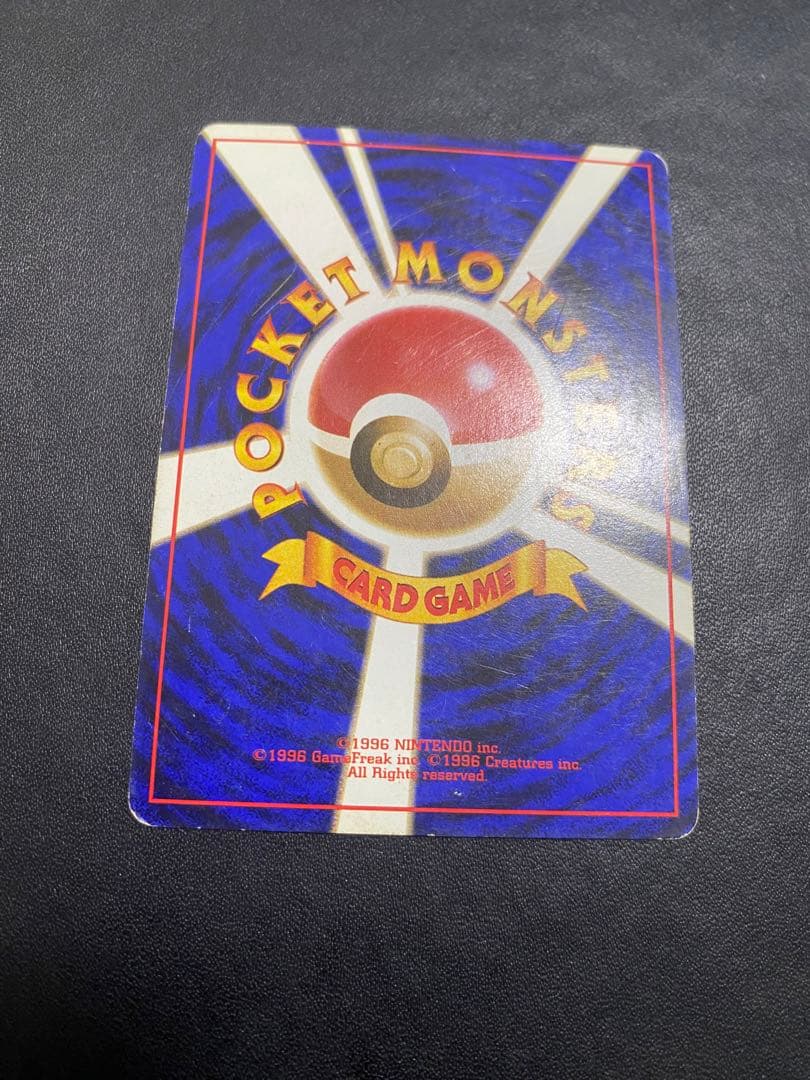 POCKET MONSTERS
CARD GAME
©1996 NINTENDO inc.
©1996 GameFreak inc. ©1996 Creatures inc.
All Rights reserved.